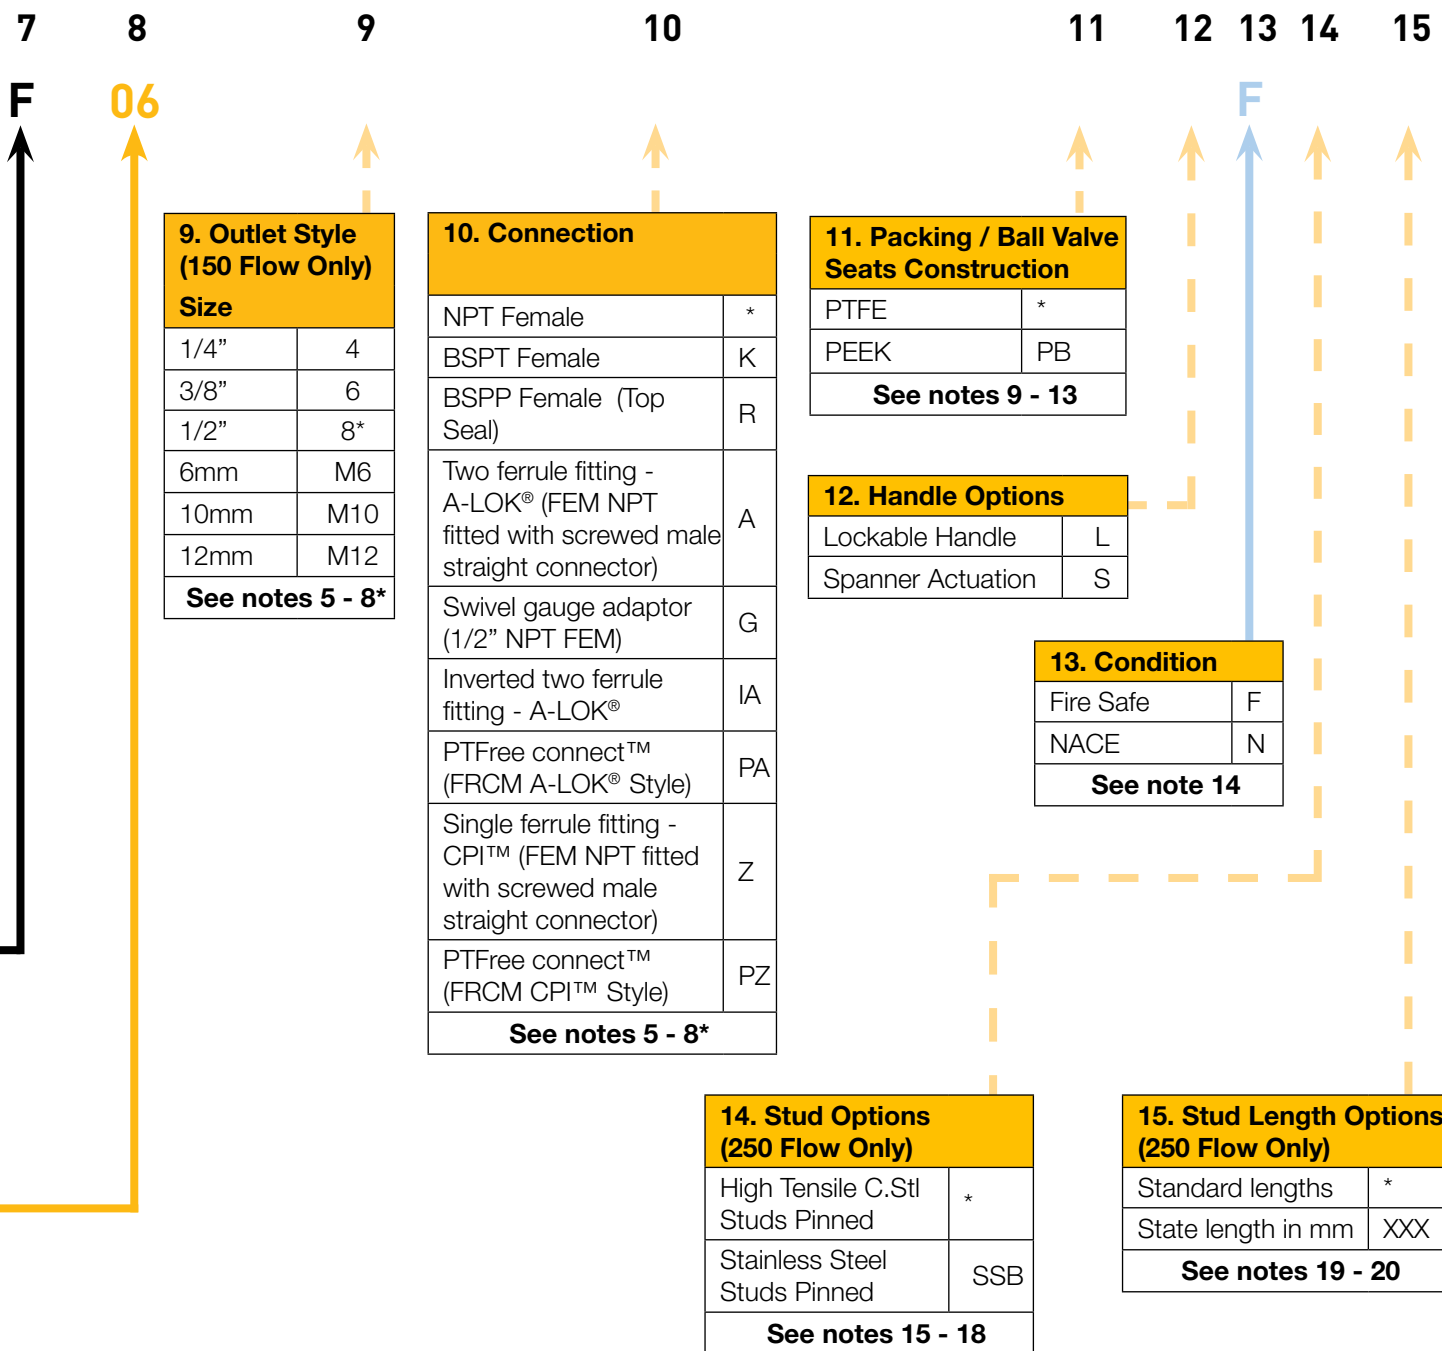 7 8 9 10 11 12 13 14 15
F 06 F
9. Outlet Style
(150 Flow Only)
Size
1/4” 4
3/8” 6
1/2” 8*
6mm M6
10mm M10
12mm M12
See notes 5 - 8*
10. Connection
NPT Female *
BSPT Female K
BSPP Female (Top
Seal) R
Two ferrule fitting -
A-LOK® (FEM NPT
fitted with screwed male
straight connector) A
Swivel gauge adaptor
(1/2” NPT FEM) G
Inverted two ferrule
fitting - A-LOK® IA
PTFree connect™
(FRCM A-LOK® Style) PA
Single ferrule fitting -
CPI™ (FEM NPT fitted
with screwed male
straight connector) Z
PTFree connect™
(FRCM CPI™ Style) PZ
See notes 5 - 8*
11. Packing / Ball Valve
Seats Construction
PTFE *
PEEK PB
See notes 9 - 13
12. Handle Options
Lockable Handle L
Spanner Actuation S
13. Condition
Fire Safe F
NACE N
See note 14
14. Stud Options
(250 Flow Only)
High Tensile C.Stl
Studs Pinned *
Stainless Steel
Studs Pinned SSB
See notes 15 - 18
15. Stud Length Options
(250 Flow Only)
Standard lengths *
State length in mm XXX
See notes 19 - 20